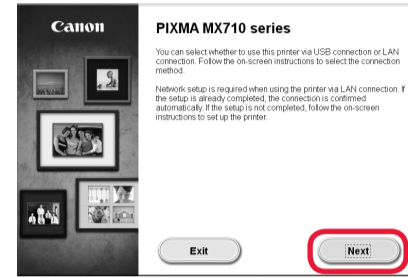 Canon
PIXMA MX710 series
You can select whether to use this printer via USB connection or LAN
connection. Follow the on-screen instructions to select the connection
method.
Network setup is required when using the printer via LAN connection. If
the setup is already completed, the connection is confirmed
automatically. If the setup is not completed, follow the on-screen
instructions to set up the printer.
Exit
Next